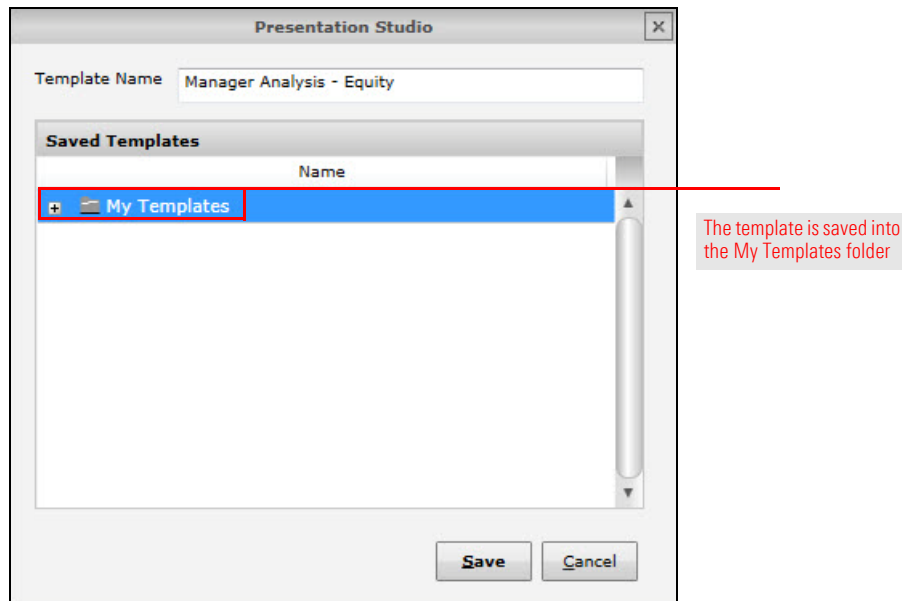 Presentation Studio
Template Name
Manager Analysis - Equity
Saved Templates
Name
My Templates
The template is saved into
the My Templates folder
Save
Cancel